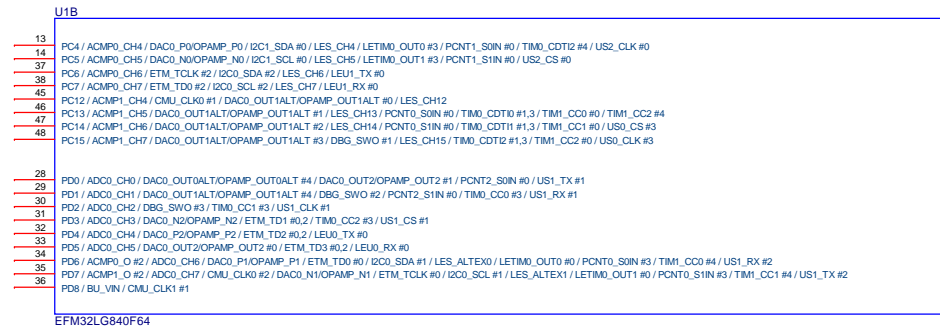 U1B
13 PC4 / ACMP0_CH4 / DAC0_P0/OPAMP_P0 / I2C1_SDA #0 / LES_CH4 / LETIM0_OUT0 #3 / PCNT1_S0IN #0 / TIM0_CDTI2 #4 / US2_CLK #0
14 PC5 / ACMP0_CH5 / DAC0_N0/OPAMP_N0 / I2C1_SCL #0 / LES_CH5 / LETIM0_OUT1 #3 / PCNT1_S1IN #0 / US2_CS #0
37 PC6 / ACMP0_CH6 / ETM_TCLK #2 / I2C0_SDA #2 / LES_CH6 / LEU1_TX #0
38 PC7 / ACMP0_CH7 / ETM_TD0 #2 / I2C0_SCL #2 / LES_CH7 / LEU1_RX #0
45 PC12 / ACMP1_CH4 / CMU_CLK0 #1 / DAC0_OUT1ALT/OPAMP_OUT1ALT #0 / LES_CH12
46 PC13 / ACMP1_CH5 / DAC0_OUT1ALT/OPAMP_OUT1ALT #1 / LES_CH13 / PCNT0_S0IN #0 / TIM0_CDTI0 #1,3 / TIM1_CC0 #0 / TIM1_CC2 #4
47 PC14 / ACMP1_CH6 / DAC0_OUT1ALT/OPAMP_OUT1ALT #2 / LES_CH14 / PCNT0_S1IN #0 / TIM0_CDTI1 #1,3 / TIM1_CC1 #0 / US0_CS #3
48 PC15 / ACMP1_CH7 / DAC0_OUT1ALT/OPAMP_OUT1ALT #3 / DBG_SWO #1 / LES_CH15 / TIM0_CDTI2 #1,3 / TIM1_CC2 #0 / US0_CLK #3
28 PD0 / ADC0_CH0 / DAC0_OUT0ALT/OPAMP_OUT0ALT #4 / DAC0_OUT2/OPAMP_OUT2 #1 / PCNT2_S0IN #0 / US1_TX #1
29 PD1 / ADC0_CH1 / DAC0_OUT1ALT/OPAMP_OUT1ALT #4 / DBG_SWO #2 / PCNT2_S1IN #0 / TIM0_CC0 #3 / US1_RX #1
30 PD2 / ADC0_CH2 / DBG_SWO #3 / TIM0_CC1 #3 / US1_CLK #1
31 PD3 / ADC0_CH3 / DAC0_N2/OPAMP_N2 / ETM_TD1 #0,2 / TIM0_CC2 #3 / US1_CS #1
32 PD4 / ADC0_CH4 / DAC0_P2/OPAMP_P2 / ETM_TD2 #0,2 / LEU0_TX #0
33 PD5 / ADC0_CH5 / DAC0_OUT2/OPAMP_OUT2 #0 / ETM_TD3 #0,2 / LEU0_RX #0
34 PD6 / ACMP0_O #2 / ADC0_CH6 / DAC0_P1/OPAMP_P1 / ETM_TD0 #0 / I2C0_SDA #1 / LES_ALTEX0 / LETIM0_OUT0 #0 / PCNT0_S0IN #3 / TIM1_CC0 #4 / US1_RX #2
35 PD7 / ACMP1_O #2 / ADC0_CH7 / CMU_CLK0 #2 / DAC0_N1/OPAMP_N1 / ETM_TCLK #0 / I2C0_SCL #1 / LES_ALTEX1 / LETIM0_OUT1 #0 / PCNT0_S1IN #3 / TIM1_CC1 #4 / US1_TX #2
36 PD8 / BU_VIN / CMU_CLK1 #1
EFM32LG840F64